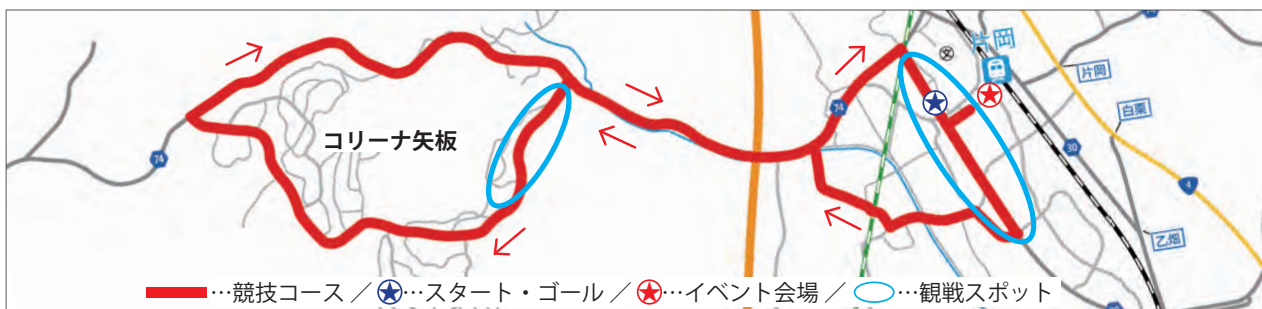 片岡
文
74
片岡
白栗
コリーナ矢板
74
30
4
乙畑
…競技コース ／ …スタート・ゴール ／ …イベント会場 ／ …観戦スポット